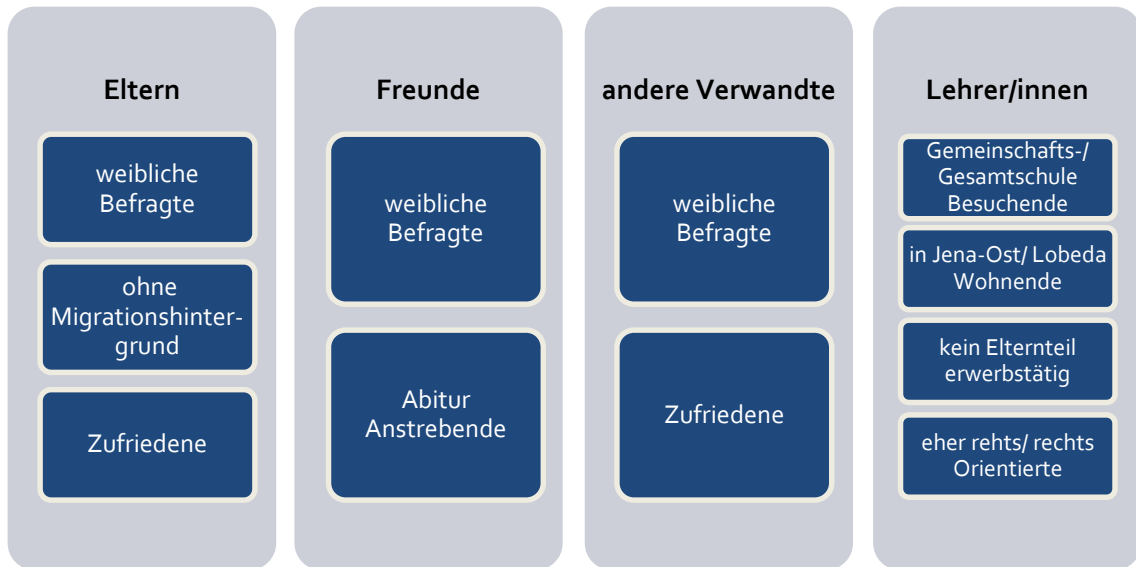 Eltern
weibliche
Befragte
ohne
Migrationshinter-
grund
Zufriedene
Freunde
weibliche
Befragte
Abitur
Anstrebende
andere Verwandte
weibliche
Befragte
Zufriedene
Lehrer/innen
Gemeinschafts-/
Gesamtschule
Besuchende
in Jena-Ost/ Lobeda
Wohnende
kein Elternteil
erwerbstätig
eher rehts/ rechts
Orientierte